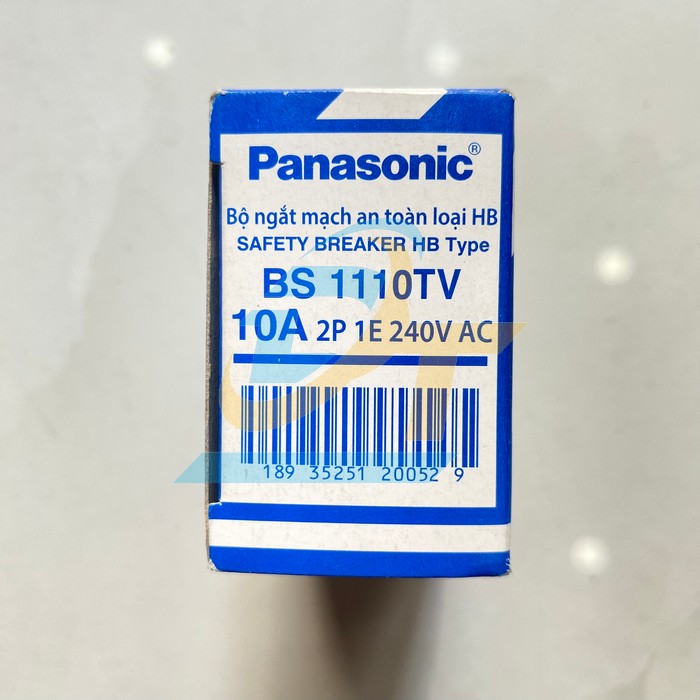 Panasonic®
Bộ ngắt mạch an toàn loại HB
SAFETY BREAKER HB Type
BS 1110TV
10A 2P 1E 240V AC
189 35251 20052 9